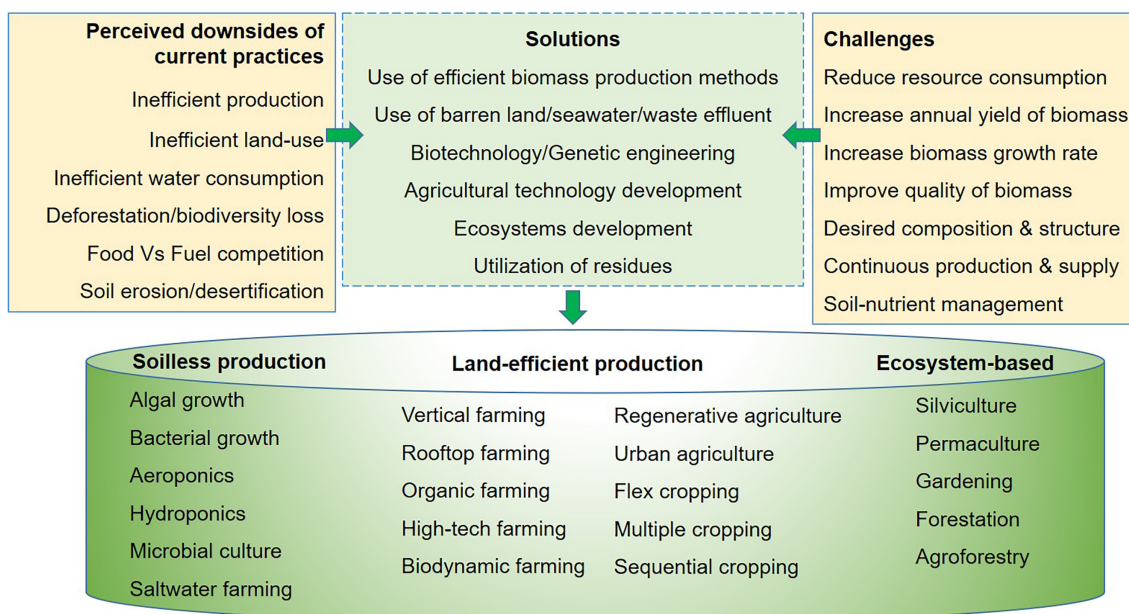 Perceived downsides of
current practices
Inefficient production
Inefficient land-use
Inefficient water consumption
Deforestation/biodiversity loss
Food Vs Fuel competition
Soil erosion/desertification
Solutions
Use of efficient biomass production methods
Use of barren land/seawater/waste effluent
Biotechnology/Genetic engineering
Agricultural technology development
Ecosystems development
Utilization of residues
Challenges
Reduce resource consumption
Increase annual yield of biomass
Increase biomass growth rate
Improve quality of biomass
Desired composition & structure
Continuous production & supply
Soil-nutrient management
Soilless production
Algal growth
Bacterial growth
Aeroponics
Hydroponics
Microbial culture
Saltwater farming
Land-efficient production
Vertical farming
Rooftop farming
Organic farming
High-tech farming
Biodynamic farming
Regenerative agriculture
Urban agriculture
Flex cropping
Multiple cropping
Sequential cropping
Ecosystem-based
Silviculture
Permaculture
Gardening
Forestation
Agroforestry